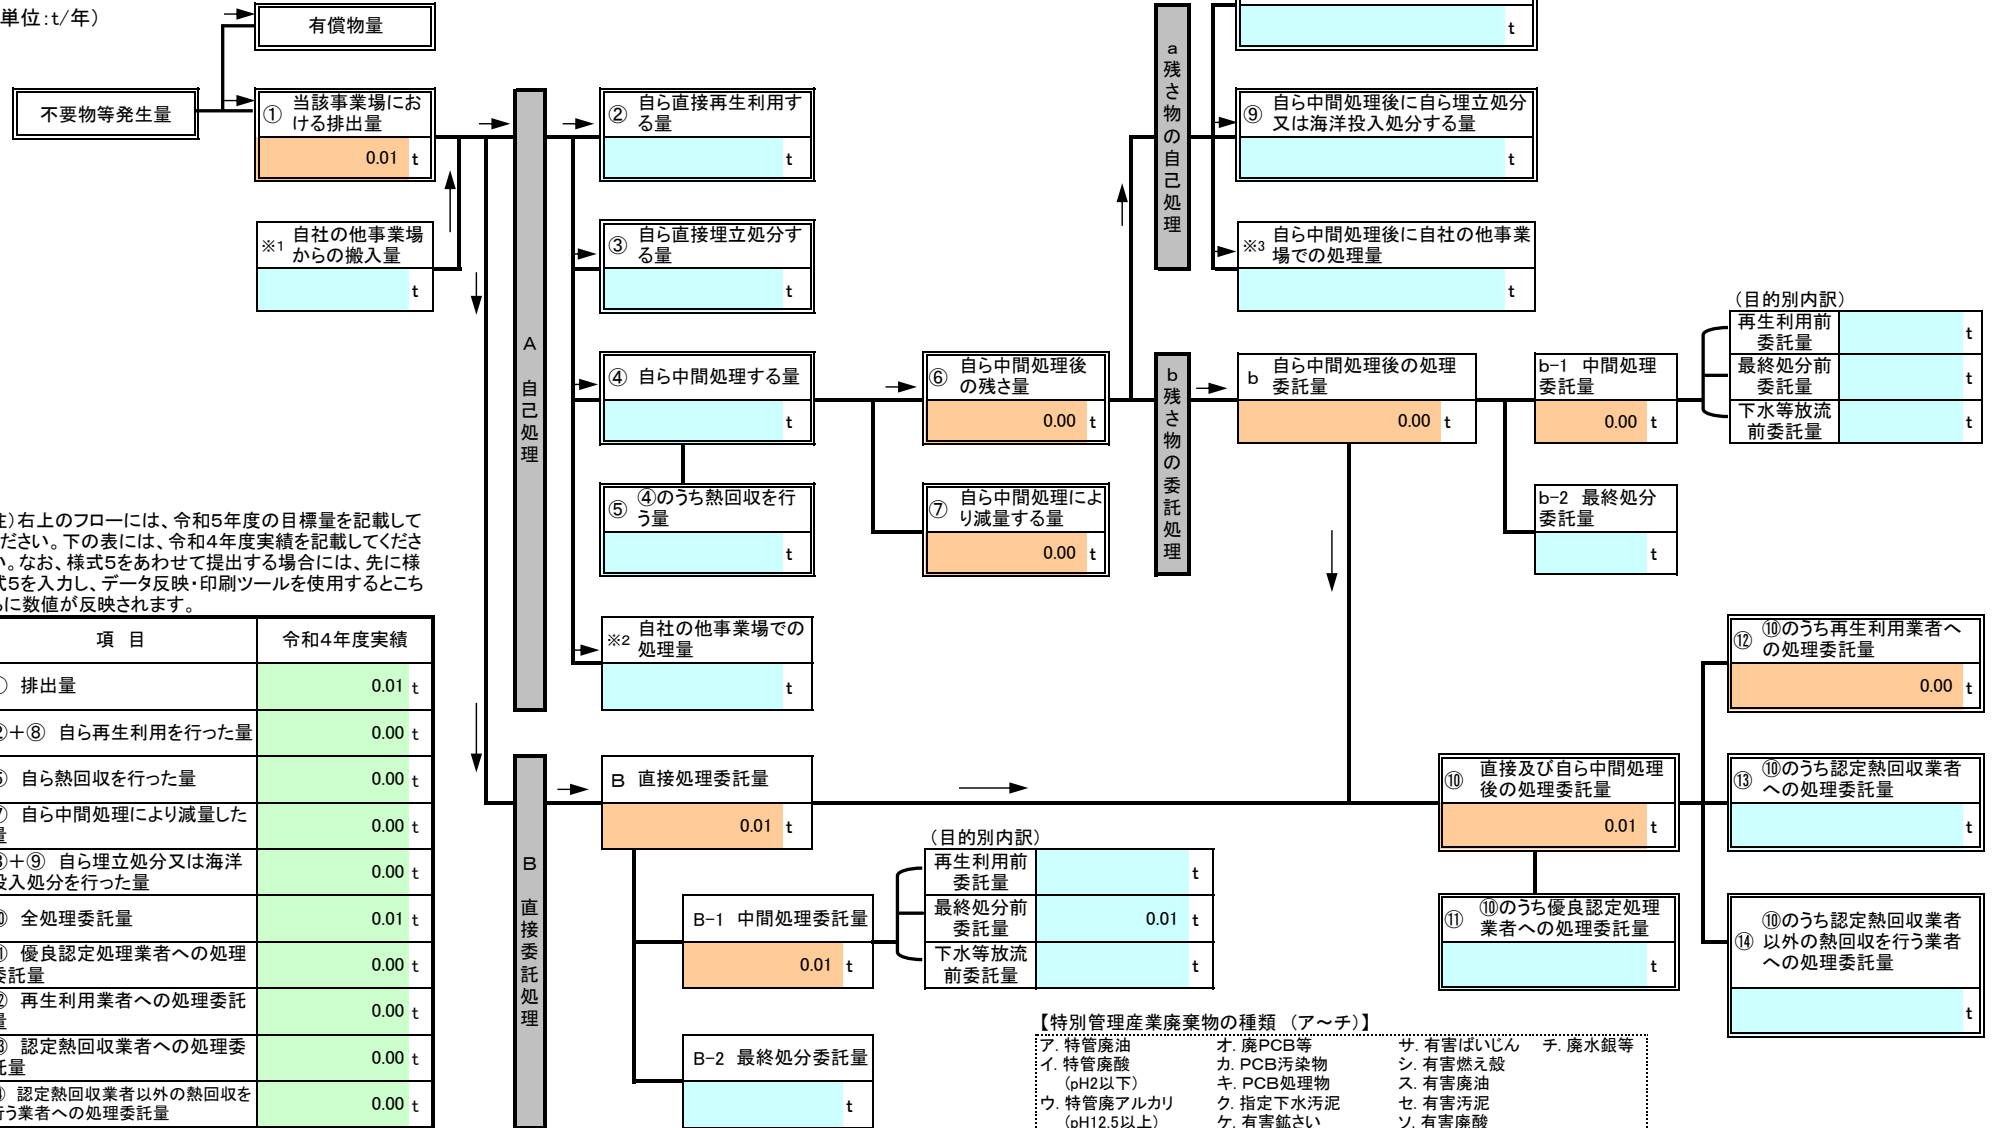 単位:t/年)
有償物量
不要物等発生量
① 当該事業場にお
ける排出量
0.01 t
※1 自社の他事業場
からの搬入量
t
A 自己処理
② 自ら直接再生利用す
る量
t
③ 自ら直接埋立処分す
る量
t
④ 自ら中間処理する量
t
⑤ ④のうち熱回収を行
う量
t
※2 自社の他事業場での
処理量
t
⑥ 自ら中間処理後
の残さ量
0.00 t
⑦ 自ら中間処理によ
り減量する量
0.00 t
a 残さ物の自己処理
t
⑨ 自ら中間処理後に自ら埋立処分
又は海洋投入処分する量
t
※3 自ら中間処理後に自社の他事業
場での処理量
t
b 残さ物の委託処理
b 自ら中間処理後の処理
委託量
0.00 t
b-1 中間処理
委託量
0.00 t
(目的別内訳)
再生利用前
委託量
t
最終処分前
委託量
t
下水等放流
前委託量
t
b-2 最終処分
委託量
t
注)右上のフローには、令和5年度の目標量を記載して
ください。下の表には、令和4年度実績を記載してくださ
い。なお、様式5をあわせて提出する場合には、先に様
式5を入力し、データ反映・印刷ツールを使用するとこち
らに数値が反映されます。
項 目 令和4年度実績
① 排出量 0.01 t
②+⑧ 自ら再生利用を行った量 0.00 t
⑤ 自ら熱回収を行った量 0.00 t
⑦ 自ら中間処理により減量した
量 0.00 t
③+⑨ 自ら埋立処分又は海洋
投入処分を行った量 0.00 t
⑩ 全処理委託量 0.01 t
⑪ 優良認定処理業者への処理
委託量 0.00 t
⑫ 再生利用業者への処理委託
量 0.00 t
⑬ 認定熱回収業者への処理委
託量 0.00 t
⑭ 認定熱回収業者以外の熱回収を
行う業者への処理委託量 0.00 t
B 直接委託処理
B 直接処理委託量
0.01 t
B-1 中間処理委託量
0.01 t
(目的別内訳)
再生利用前
委託量
t
最終処分前
委託量
0.01 t
下水等放流
前委託量
t
B-2 最終処分委託量
t
⑩ 直接及び自ら中間処理
後の処理委託量
0.01 t
⑪ ⑩のうち優良認定処理
業者への処理委託量
t
⑫ ⑩のうち再生利用業者へ
の処理委託量
0.00 t
⑬ ⑩のうち認定熱回収業者
への処理委託量
t
⑭ ⑩のうち認定熱回収業者
以外の熱回収を行う業者
への処理委託量
t
【特別管理産業廃棄物の種類 (ア~チ)】
ア. 特管廃油 オ. 廃PCB等 サ. 有害ばいじん チ. 廃水銀等
イ. 特管廃酸 カ. PCB汚染物 シ. 有害燃え殻
(pH2以下) キ. PCB処理物 ス. 有害廃油
ウ. 特管廃アルカリ ク. 指定下水汚泥 セ. 有害汚泥
(pH12.5以上) ケ. 有害鉱さい ソ. 有害廃酸